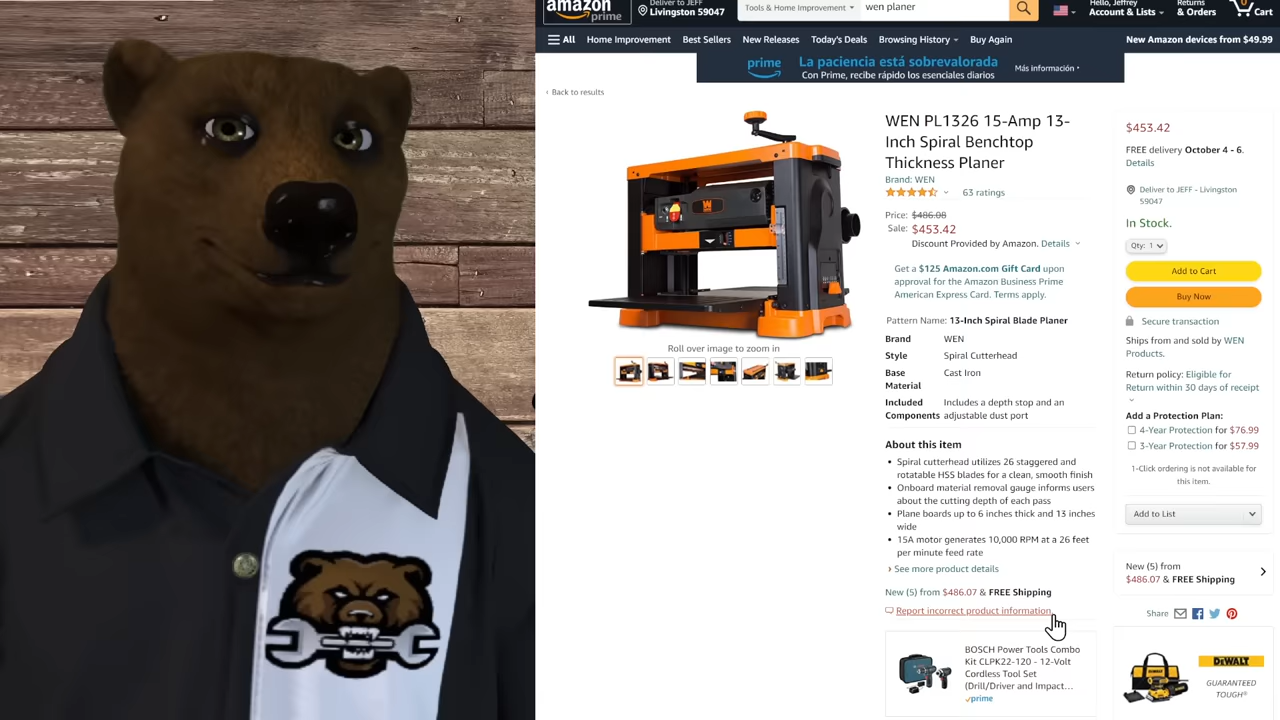 amazon
prime
Deliver to JEFF
Livingston 59047
Tools & Home Improvement
wen planer
Hello, Jeffrey
Account & Lists
Returns
& Orders
0
Cart
All
Home Improvement
Best Sellers
New Releases
Today's Deals
Browsing History
Buy Again
New Amazon devices from $49.99
prime
La paciencia está sobrevalorada
Con Prime, recibe rápido los esenciales diarios
Más información
‹ Back to results
WEN PL1326 15-Amp 13-
Inch Spiral Benchtop
Thickness Planer
Brand: WEN
63 ratings
Price: $486.08
Sale: $453.42
Discount Provided by Amazon. Details
Get a $125 Amazon.com Gift Card upon
approval for the Amazon Business Prime
American Express Card. Terms apply.
Pattern Name: 13-Inch Spiral Blade Planer
Brand WEN
Style Spiral Cutterhead
Base Cast Iron
Material
Included Includes a depth stop and an
Components adjustable dust port
About this item
• Spiral cutterhead utilizes 26 staggered and
rotatable HSS blades for a clean, smooth finish
• Onboard material removal gauge informs users
about the cutting depth of each pass
• Plane boards up to 6 inches thick and 13 inches
wide
• 15A motor generates 10,000 RPM at a 26 feet
per minute feed rate
› See more product details
New (5) from $486.07 & FREE Shipping
Report incorrect product information
BOSCH Power Tools Combo
Kit CLPK22-120 - 12-Volt
Cordless Tool Set
(Drill/Driver and Impact...
prime
Roll over image to zoom in
$453.42
FREE delivery October 4 - 6.
Details
Deliver to JEFF - Livingston
59047
In Stock.
Qty: 1
Add to Cart
Buy Now
Secure transaction
Ships from and sold by WEN
Products.
Return policy: Eligible for
Return within 30 days of receipt
Add a Protection Plan:
4-Year Protection for $76.99
3-Year Protection for $57.99
1-Click ordering is not available for
this item.
Add to List
New (5) from
$486.07 & FREE Shipping
Share
DEWALT
GUARANTEED
TOUGH®